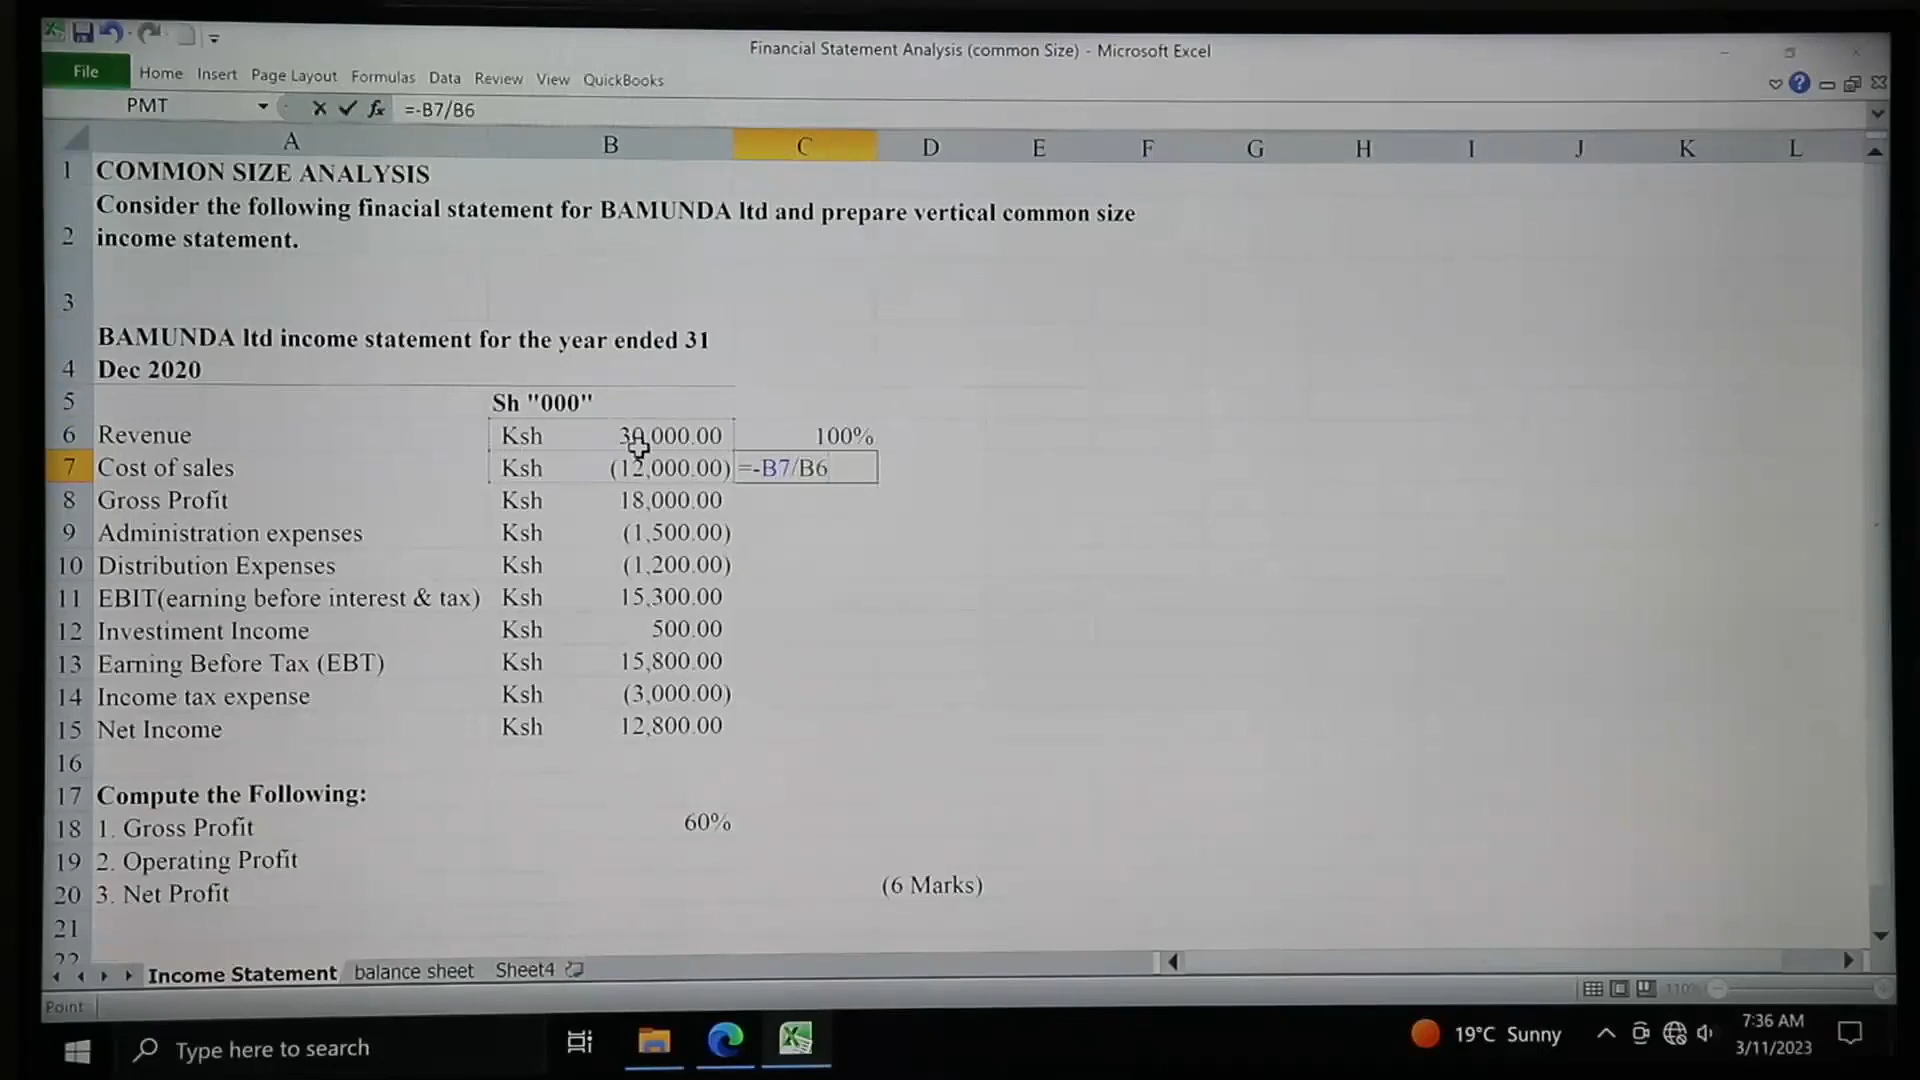 Financial Statement Analysis (common Size) - Microsoft Excel
File Home Insert Page Layout Formulas Data Review View QuickBooks
PMT fx =-B7/B6
A B C D E F G H I J K L
1 COMMON SIZE ANALYSIS
Consider the following finacial statement for BAMUNDA ltd and prepare vertical common size
2 income statement.
3
BAMUNDA ltd income statement for the year ended 31
4 Dec 2020
5 Sh "000"
6 Revenue Ksh 30,000.00 100%
7 Cost of sales Ksh (12,000.00) =-B7/B6
8 Gross Profit Ksh 18,000.00
9 Administration expenses Ksh (1,500.00)
10 Distribution Expenses Ksh (1,200.00)
11 EBIT(earning before interest & tax) Ksh 15,300.00
12 Investiment Income Ksh 500.00
13 Earning Before Tax (EBT) Ksh 15,800.00
14 Income tax expense Ksh (3,000.00)
15 Net Income Ksh 12,800.00
16
17 Compute the Following:
18 1. Gross Profit 60%
19 2. Operating Profit
20 3. Net Profit (6 Marks)
21
22
Income Statement balance sheet Sheet4
Point 110%
Type here to search 19°C Sunny 7:36 AM
3/11/2023